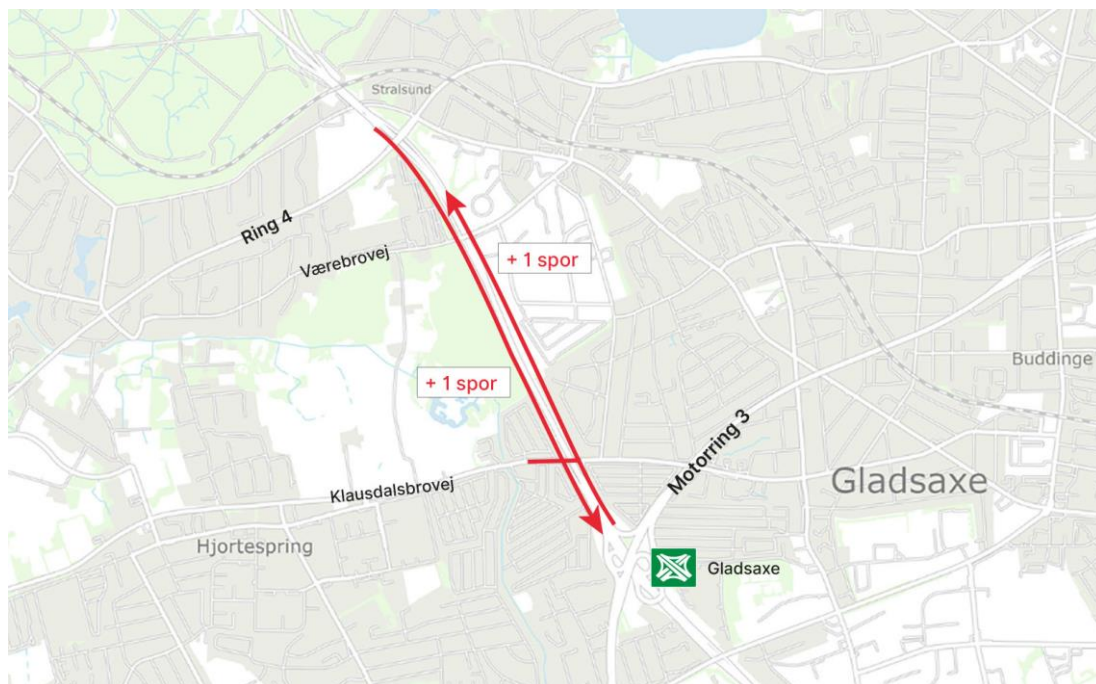 Stralsund
Ring 4
Værebrovej
+ 1 spor
+ 1 spor
Buddinge
Motorring 3
Gladsaxe
Klausdalsbrovej
Hjortespring
Gladsaxe